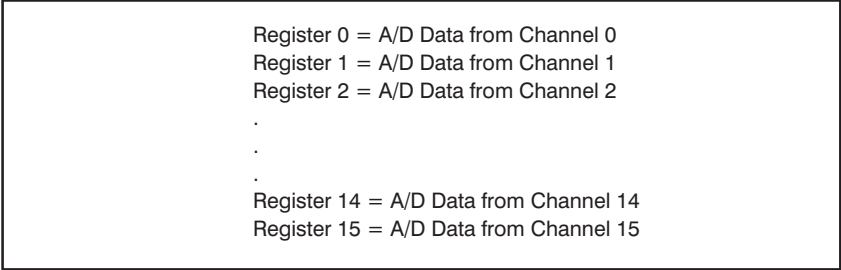 Register 0 = A/D Data from Channel 0
Register 1 = A/D Data from Channel 1
Register 2 = A/D Data from Channel 2
.
.
.
Register 14 = A/D Data from Channel 14
Register 15 = A/D Data from Channel 15